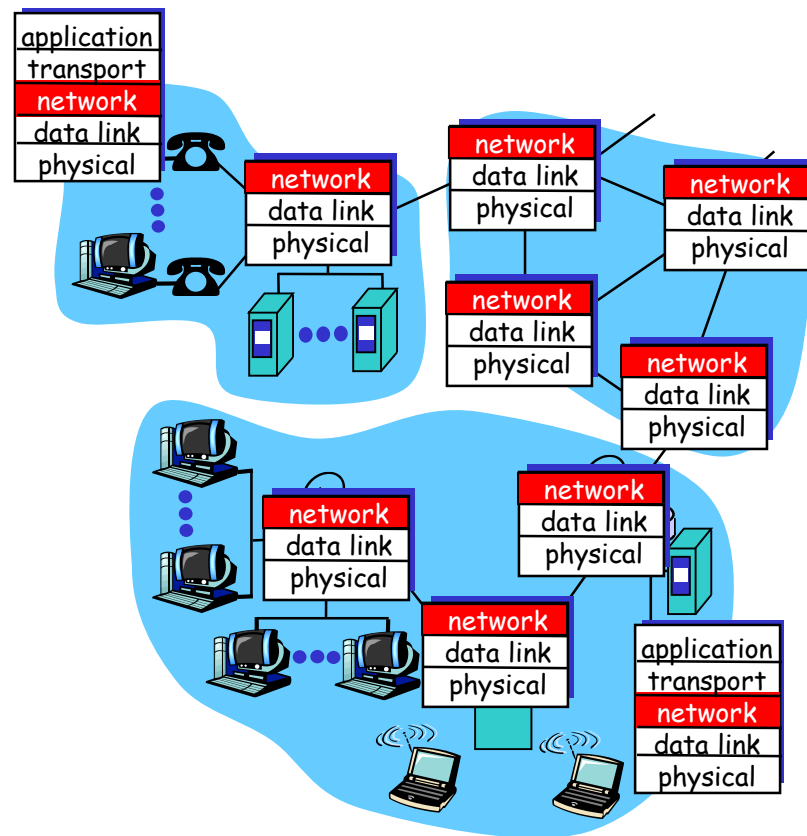 application
transport
network
data link
physical
network
data link
physical
network
data link
physical
network
data link
physical
network
data link
physical
network
data link
physical
network
data link
physical
network
data link
physical
network
data link
physical
application
transport
network
data link
physical